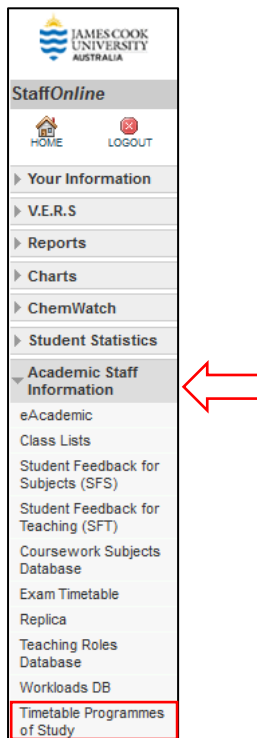 JAMES COOK
UNIVERSITY
AUSTRALIA
StaffOnline
HOME LOGOUT
Your Information
V.E.R.S
Reports
Charts
ChemWatch
Student Statistics
Academic Staff
Information
eAcademic
Class Lists
Student Feedback for
Subjects (SFS)
Student Feedback for
Teaching (SFT)
Coursework Subjects
Database
Exam Timetable
Replica
Teaching Roles
Database
Workloads DB
Timetable Programmes
of Study